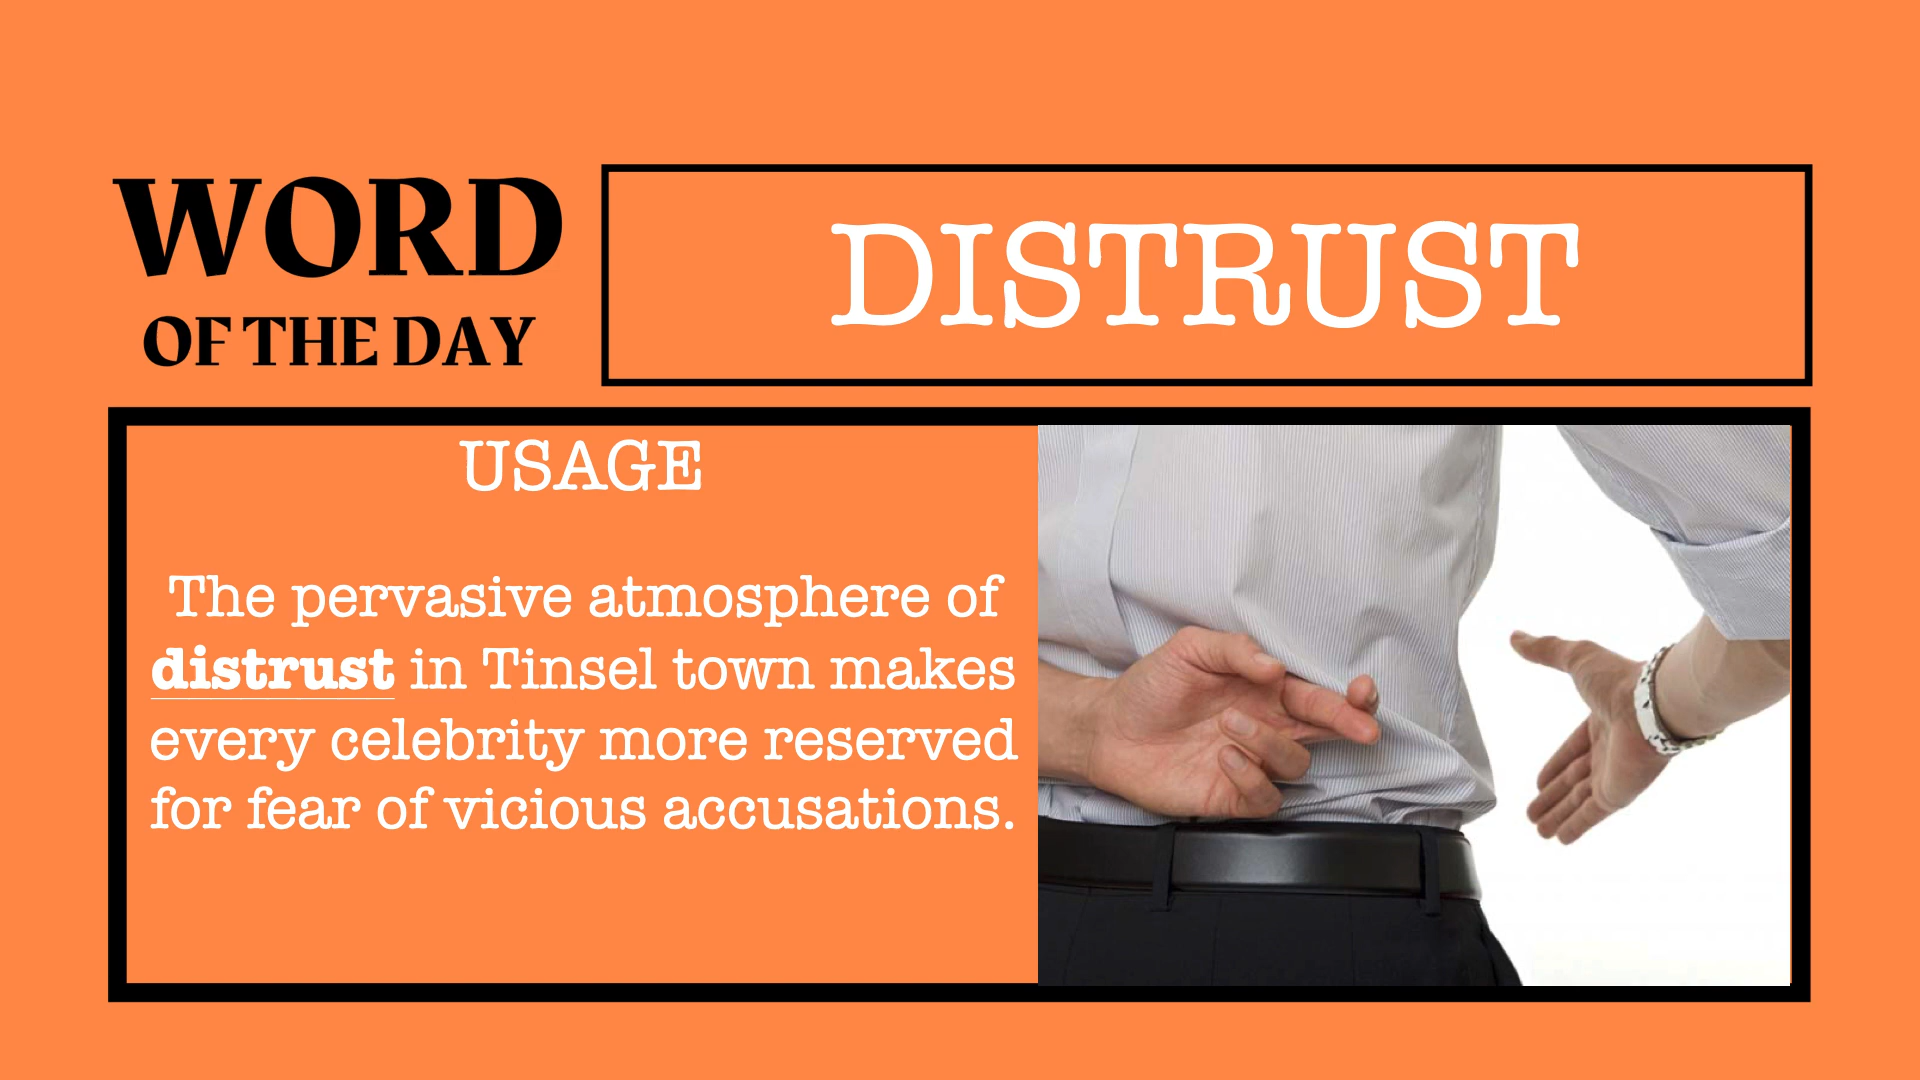 WORD
OF THE DAY
DISTRUST
USAGE
The pervasive atmosphere of
distrust in Tinsel town makes
every celebrity more reserved
for fear of vicious accusations.